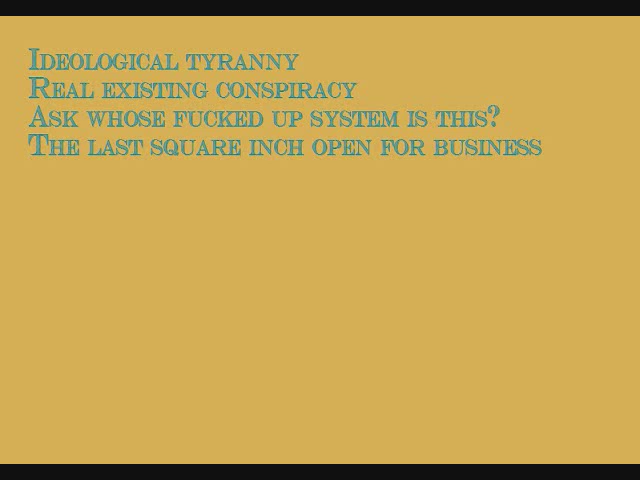 Ideological tyranny
Real existing conspiracy
Ask whose fucked up system is this?
The last square inch open for business